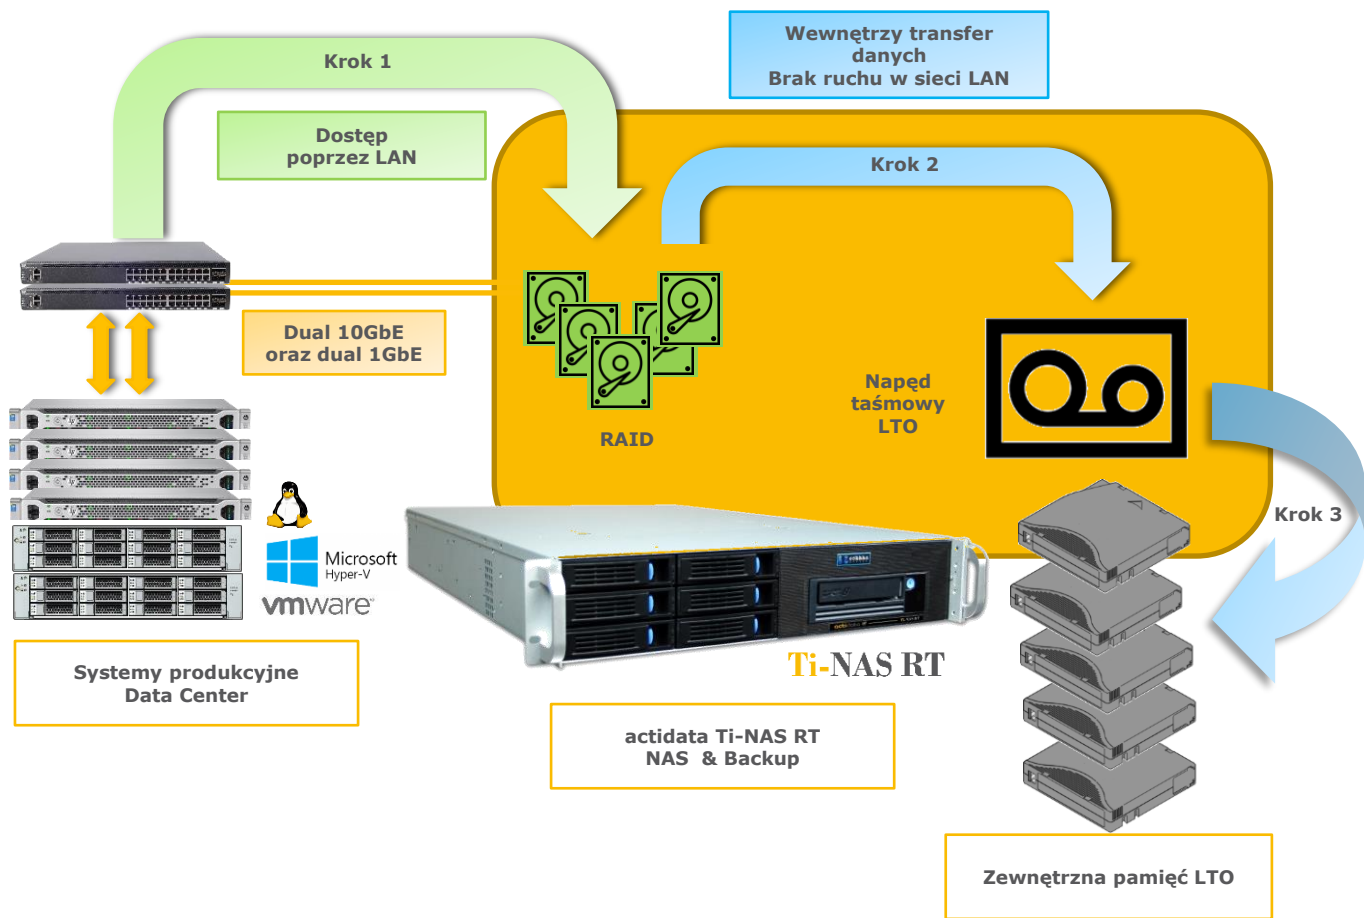 Krok 1
Dostęp
poprzez LAN
Wewnętrzy transfer
danych
Brak ruchu w sieci LAN
Krok 2
Dual 10GbE
oraz dual 1GbE
RAID
Napęd
taśmowy
LTO
Krok 3
Microsoft
Hyper-V
vmware
Ti-NAS RT
Systemy produkcyjne
Data Center
actidata Ti-NAS RT
NAS & Backup
Zewnętrzna pamięć LTO